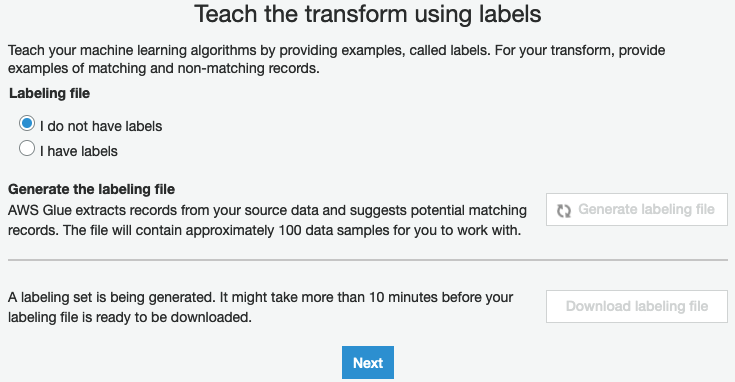 Teach the transform using labels
Teach your machine learning algorithms by providing examples, called labels. For your transform, provide
examples of matching and non-matching records.
Labeling file
I do not have labels
I have labels
Generate the labeling file
AWS Glue extracts records from your source data and suggests potential matching
records. The file will contain approximately 100 data samples for you to work with.
Generate labeling file
A labeling set is being generated. It might take more than 10 minutes before your
labeling file is ready to be downloaded.
Download labeling file
Next